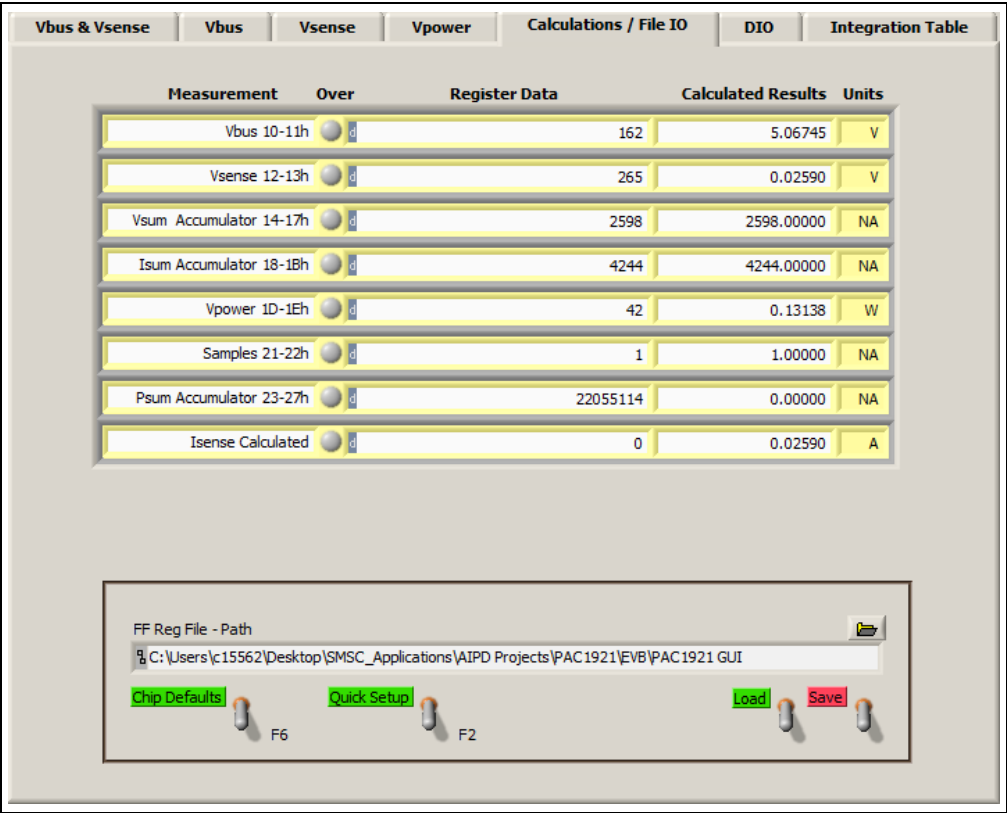 Vbus & Vsense Vbus Vsense Vpower Calculations / File IO DIO Integration Table
Measurement Over Register Data Calculated Results Units
Vbus 10-11h d 162 5.06745 V
Vsense 12-13h d 265 0.02590 V
Vsum Accumulator 14-17h d 2598 2598.00000 NA
Isum Accumulator 18-1Bh d 4244 4244.00000 NA
Vpower 1D-1Eh d 42 0.13138 W
Samples 21-22h d 1 1.00000 NA
Psum Accumulator 23-27h d 22055114 0.00000 NA
Isense Calculated d 0 0.02590 A
FF Reg File - Path
C:\Users\c15562\Desktop\SMSC_Applications\AIPD Projects\PAC1921\EVB\PAC1921 GUI
Chip Defaults Quick Setup Load Save
F6 F2